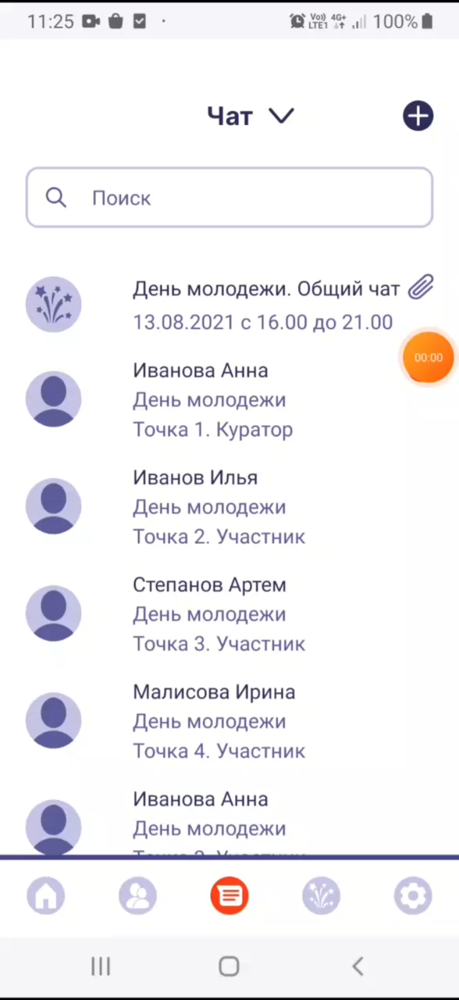 11:25
Vo)) 4G+ 100%
LTE1
Чат
Поиск
День молодежи. Общий чат
13.08.2021 с 16.00 до 21.00
00:00
Иванова Анна
День молодежи
Точка 1. Куратор
Иванов Илья
День молодежи
Точка 2. Участник
Степанов Артем
День молодежи
Точка 3. Участник
Малисова Ирина
День молодежи
Точка 4. Участник
Иванова Анна
День молодежи